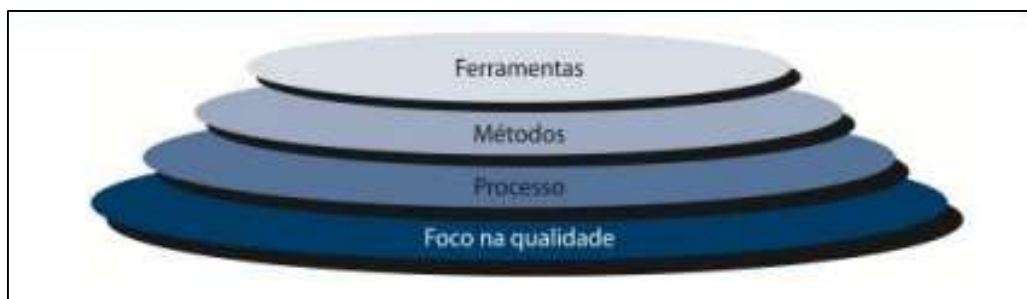 Ferramentas
Métodos
Processo
Foco na qualidade